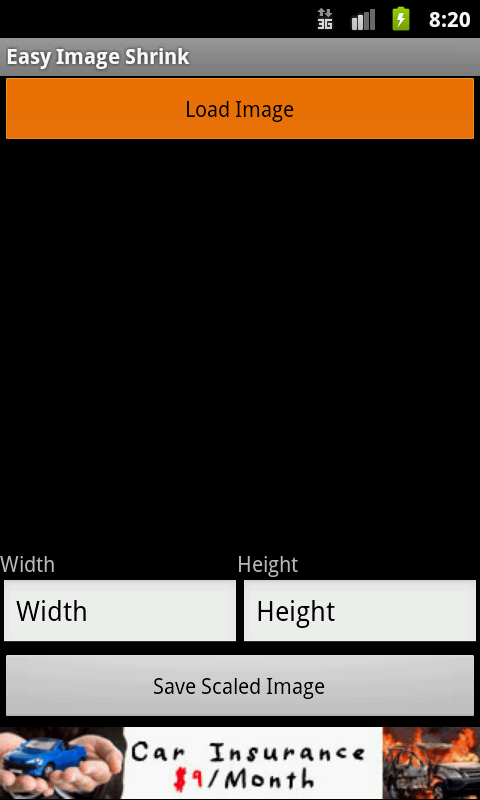 3G 8:20
Easy Image Shrink
Load Image
Width Height
Width Height
Save Scaled Image
Car Insurance
$9/Month